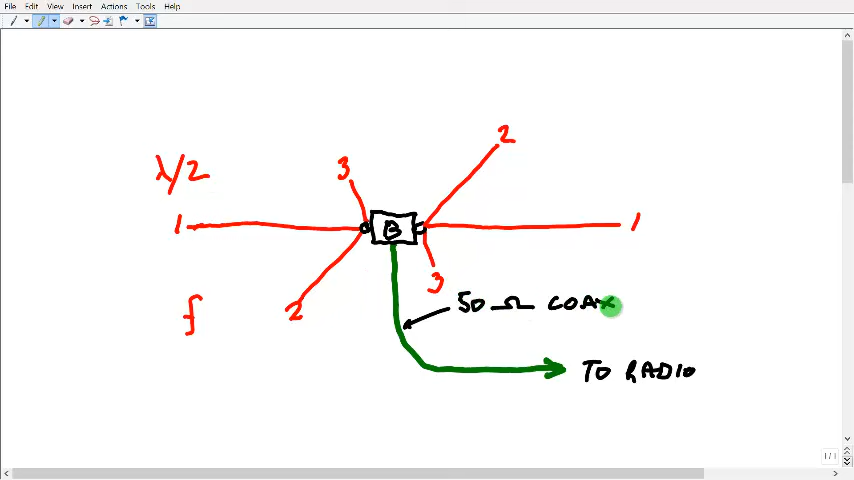 File Edit View Insert Actions Tools Help
2
λ/2
3
1
B
1
3
2
f
50 Ω COAX
TO RADIO
1/1